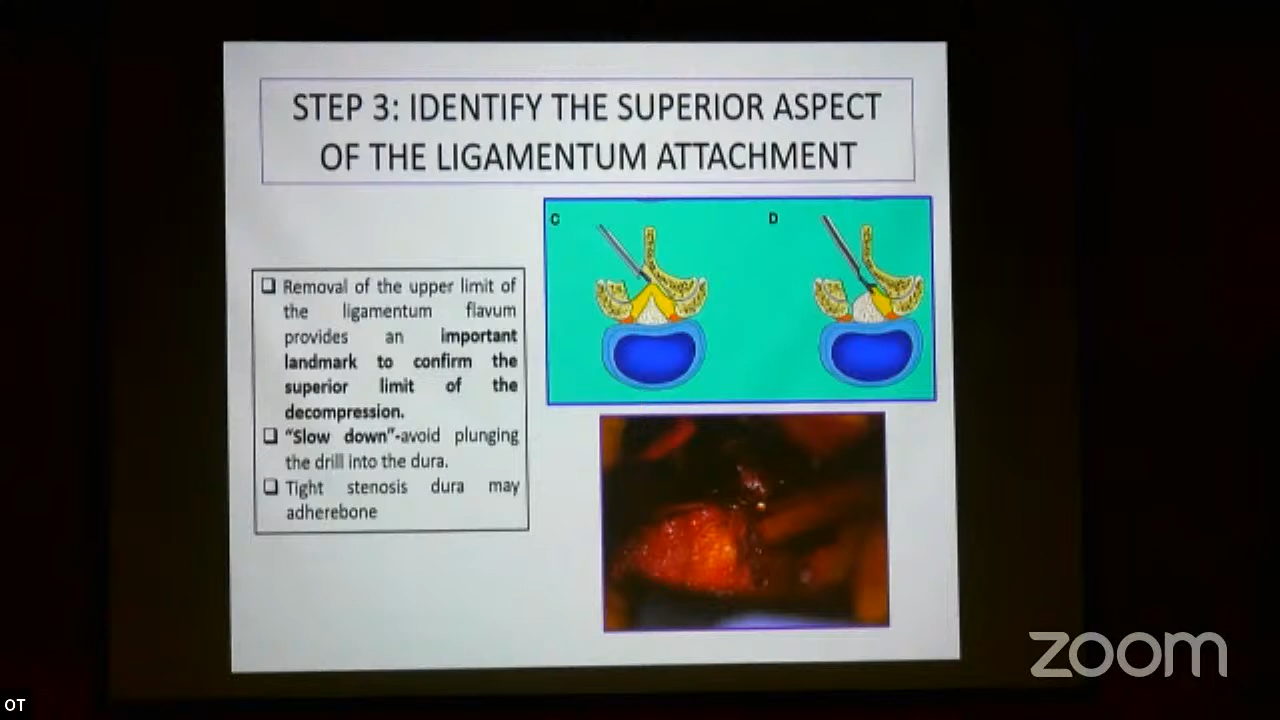 STEP 3: IDENTIFY THE SUPERIOR ASPECT
OF THE LIGAMENTUM ATTACHMENT
C
D
❑ Removal of the upper limit of
the ligamentum flavum
provides an important
landmark to confirm the
superior limit of the
decompression.
❑ “Slow down”-avoid plunging
the drill into the dura.
❑ Tight stenosis dura may
adherebone
zoom
OT